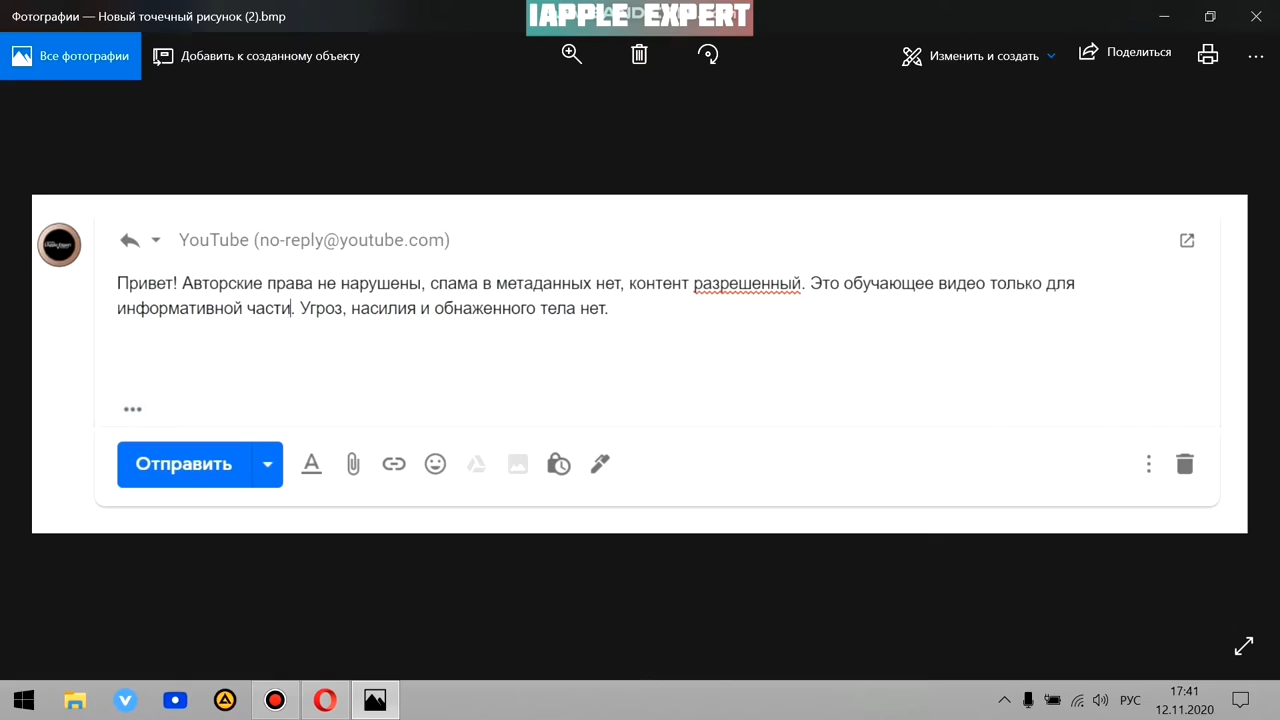 Фотографии — Новый точечный рисунок (2).bmp
IAPPLE EXPERT
Все фотографии
Добавить к созданному объекту
Изменить и создать
Поделиться
YouTube (no-reply@youtube.com)
Привет! Авторские права не нарушены, спама в метаданных нет, контент разрешенный. Это обучающее видео только для
информативной части. Угроз, насилия и обнаженного тела нет.
Отправить
РУС
17:41
12.11.2020